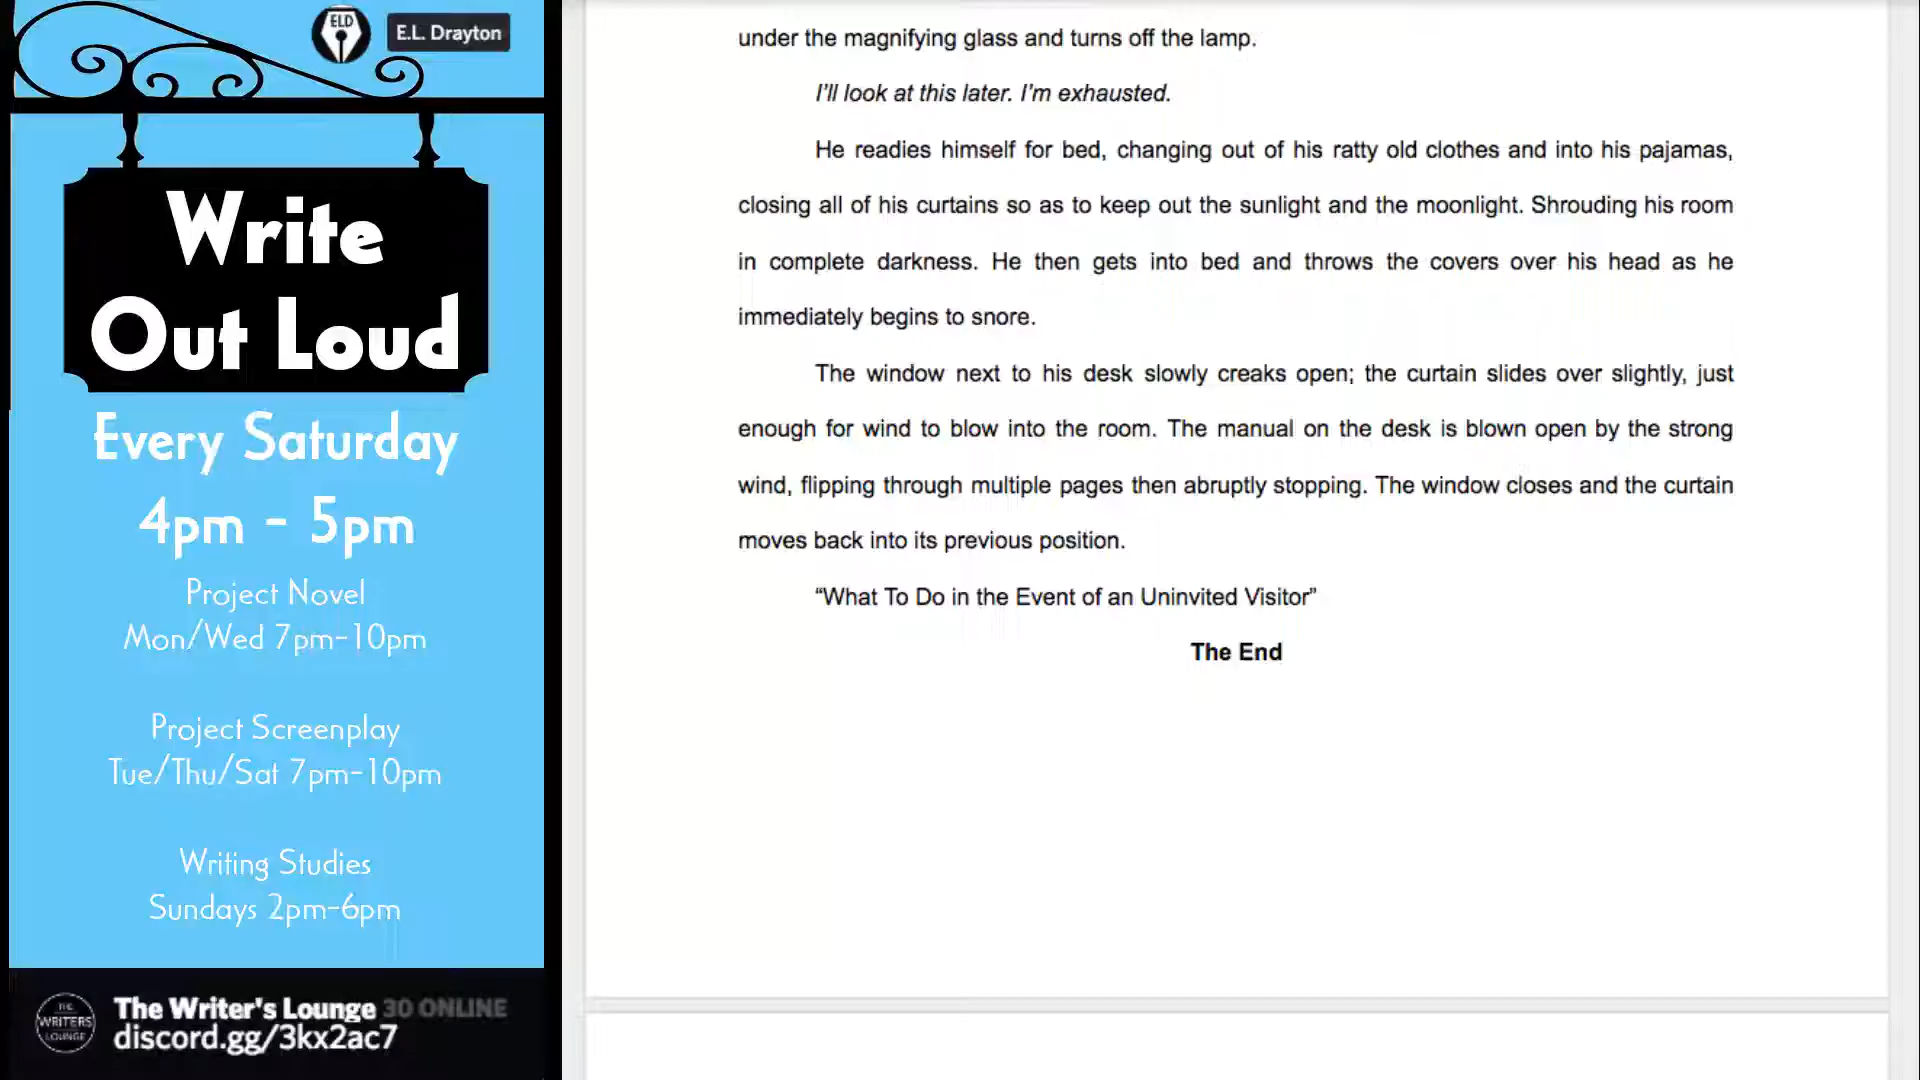 ELD
E.L. Drayton
Write
Out Loud
Every Saturday
4pm - 5pm
Project Novel
Mon/Wed 7pm-10pm
Project Screenplay
Tue/Thu/Sat 7pm-10pm
Writing Studies
Sundays 2pm-6pm
THE
WRITERS
LOUNGE
The Writer's Lounge 30 ONLINE
discord.gg/3kx2ac7
under the magnifying glass and turns off the lamp.
I'll look at this later. I'm exhausted.
He readies himself for bed, changing out of his ratty old clothes and into his pajamas,
closing all of his curtains so as to keep out the sunlight and the moonlight. Shrouding his room
in complete darkness. He then gets into bed and throws the covers over his head as he
immediately begins to snore.
The window next to his desk slowly creaks open; the curtain slides over slightly, just
enough for wind to blow into the room. The manual on the desk is blown open by the strong
wind, flipping through multiple pages then abruptly stopping. The window closes and the curtain
moves back into its previous position.
“What To Do in the Event of an Uninvited Visitor”
The End